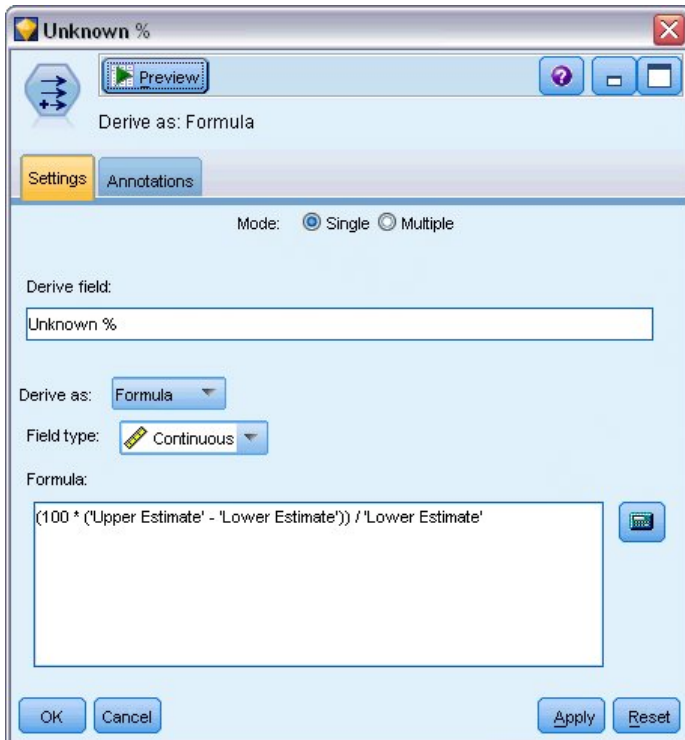 Unknown %
Preview
Derive as: Formula
Settings Annotations
Mode: Single Multiple
Derive field:
Unknown %
Derive as: Formula
Field type: Continuous
Formula:
(100 * ('Upper Estimate' - 'Lower Estimate')) / 'Lower Estimate'
OK Cancel Apply Reset